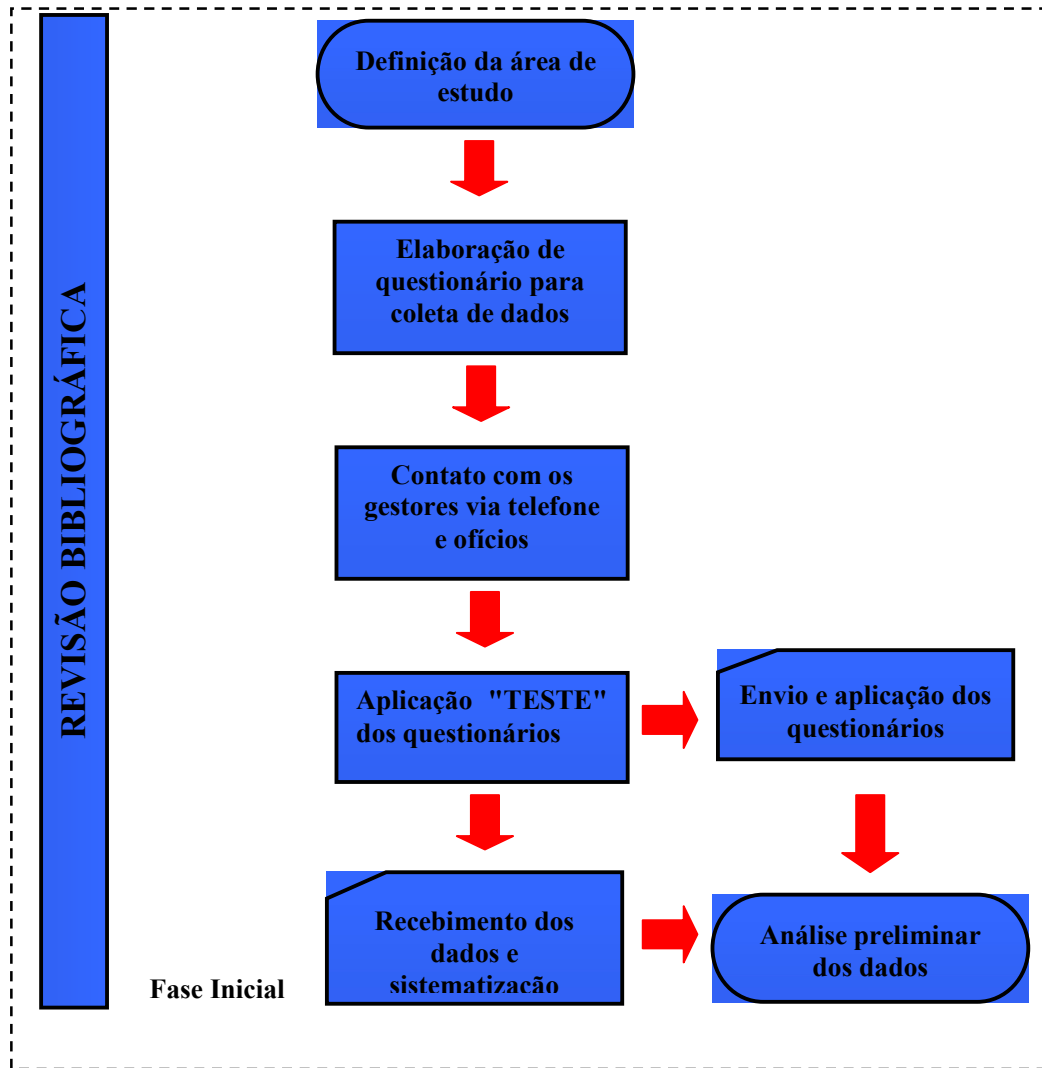 REVISÃO BIBLIOGRÁFICA
Definição da área de
estudo
Elaboração de
questionário para
coleta de dados
Contato com os
gestores via telefone
e ofícios
Aplicação "TESTE"
dos questionários
Envio e aplicação dos
questionários
Recebimento dos
dados e
sistematização
Análise preliminar
dos dados
Fase Inicial